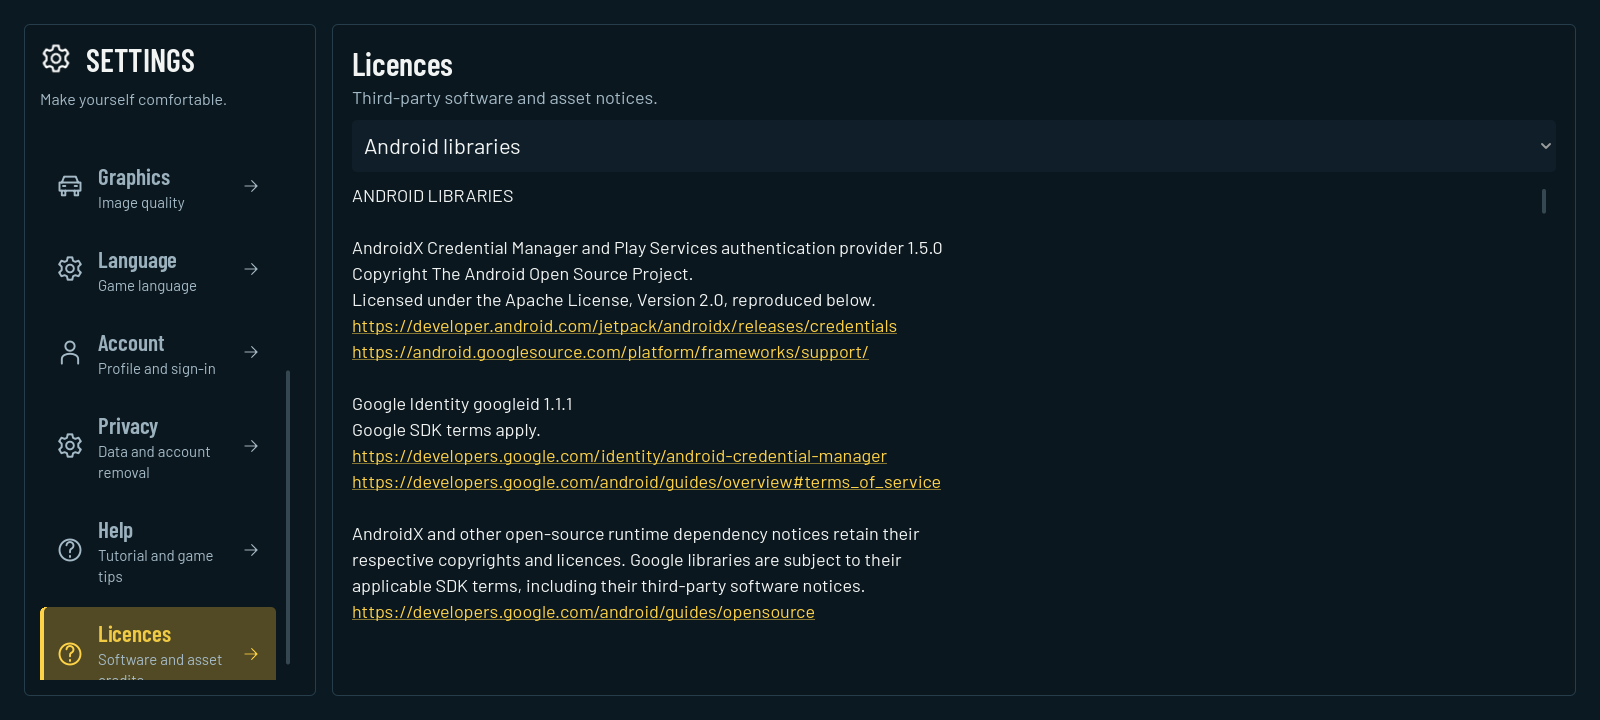 SETTINGS
Make yourself comfortable.
Graphics
Image quality
Language
Game language
Account
Profile and sign-in
Privacy
Data and account
removal
Help
Tutorial and game
tips
Licences
Software and asset
credits
Licences
Third-party software and asset notices.
Android libraries
ANDROID LIBRARIES
AndroidX Credential Manager and Play Services authentication provider 1.5.0
Copyright The Android Open Source Project.
Licensed under the Apache License, Version 2.0, reproduced below.
https://developer.android.com/jetpack/androidx/releases/credentials
https://android.googlesource.com/platform/frameworks/support/
Google Identity googleid 1.1.1
Google SDK terms apply.
https://developers.google.com/identity/android-credential-manager
https://developers.google.com/android/guides/overview#terms_of_service
AndroidX and other open-source runtime dependency notices retain their
respective copyrights and licences. Google libraries are subject to their
applicable SDK terms, including their third-party software notices.
https://developers.google.com/android/guides/opensource